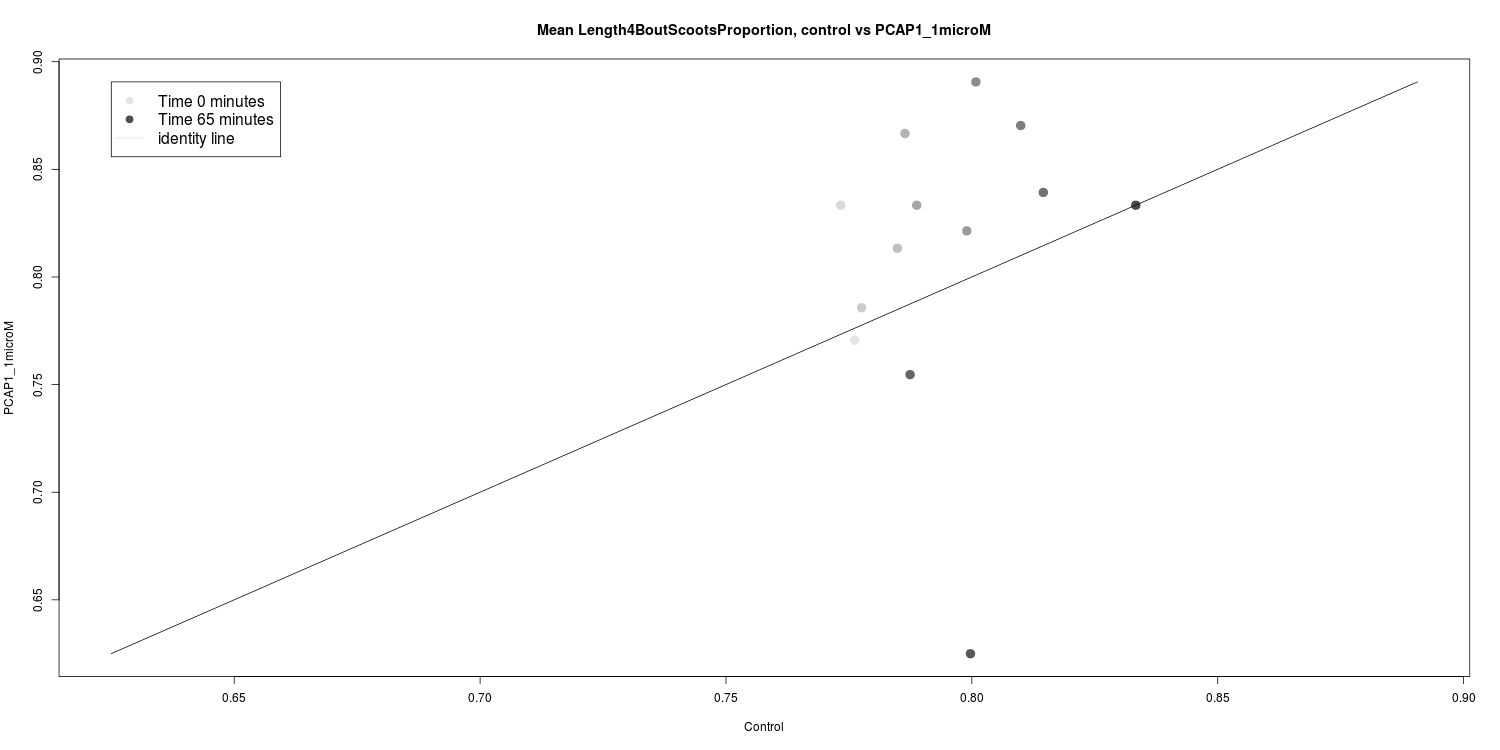 Mean Length4BoutScootsProportion, control vs PCAP1_1microM
Time 0 minutes
Time 65 minutes
identity line
PCAP1_1microM
0.90
0.85
0.80
0.75
0.70
0.65
0.65 0.70 0.75 0.80 0.85 0.90
Control